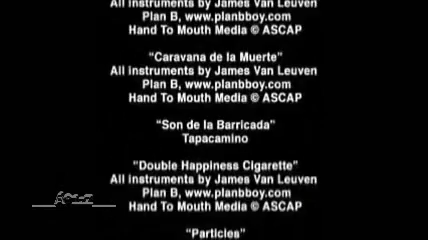 All instruments by James Van Leuven
Plan B, www.planbboy.com
Hand To Mouth Media © ASCAP
“Caravana de la Muerte”
All instruments by James Van Leuven
Plan B, www.planbboy.com
Hand To Mouth Media © ASCAP
“Son de la Barricada”
Tapacamino
“Double Happiness Cigarette”
All instruments by James Van Leuven
Plan B, www.planbboy.com
Hand To Mouth Media © ASCAP
“Particles”